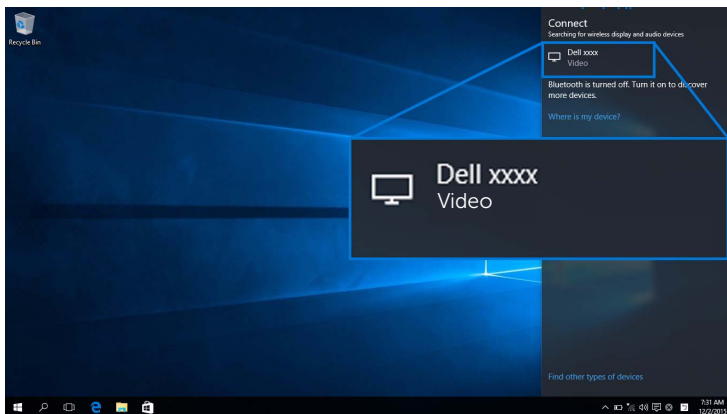 Recycle Bin
Connect
Searching for wireless display and audio devices
Dell xxxx
Video
Bluetooth is turned off. Turn it on to discover
more devices.
Where is my device?
Dell xxxx
Video
Find other types of devices
7:31 AM